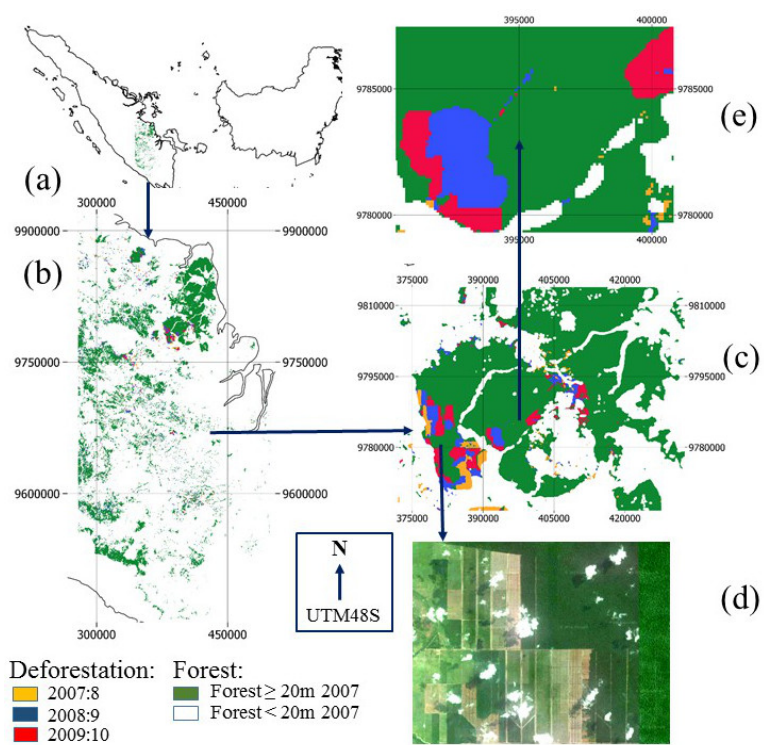 395000 400000
9785000 9785000
(e)
(a)
300000 450000
9780000 9780000
395000 400000
9900000 9900000
(b)
375000 390000 405000 420000
9810000 9810000
(c)
9750000 9750000
9795000 9795000
9780000 9780000
9600000 9600000
375000 390000 405000 420000
N
UTM48S
(d)
300000 450000
Deforestation: Forest:
2007:8 Forest ≥ 20m 2007
2008:9 Forest < 20m 2007
2009:10